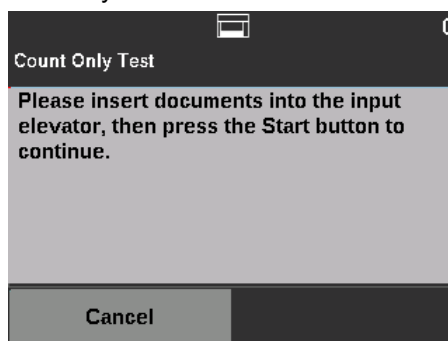 Count Only Test
Please insert documents into the input
elevator, then press the Start button to
continue.
Cancel